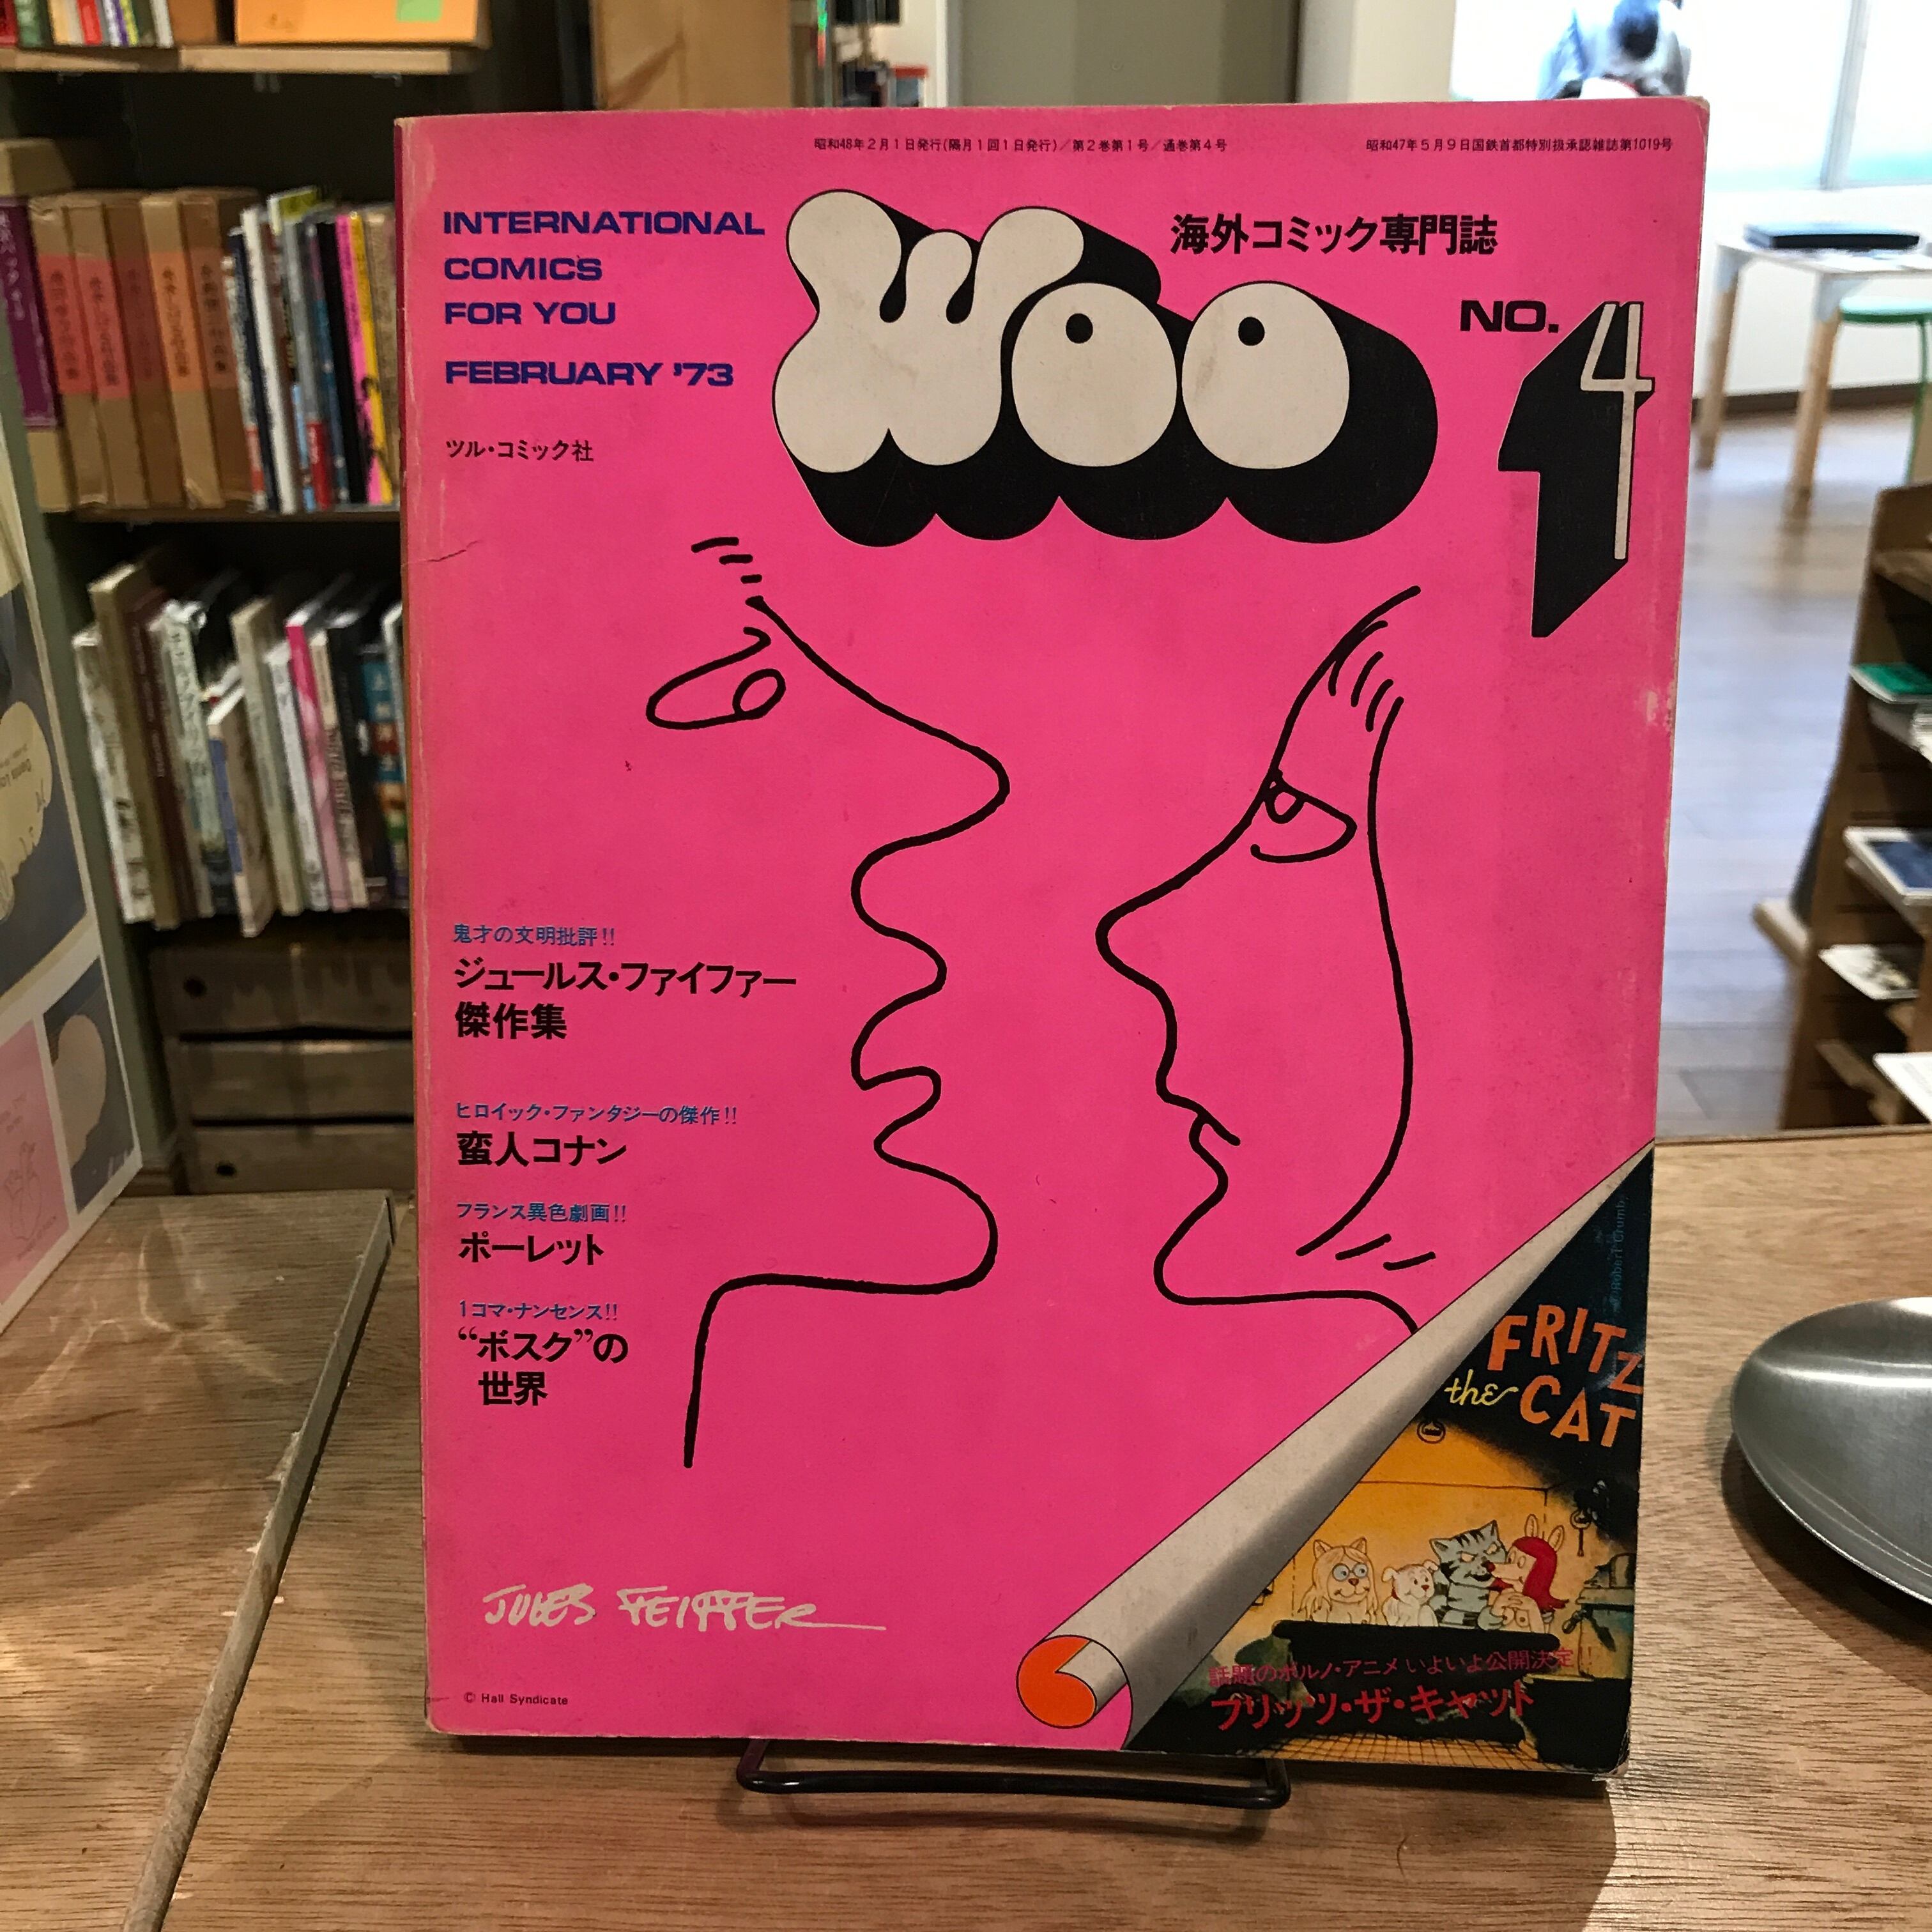 昭和48年2月1日発行(隔月1回1日発行)／第2巻第1号／通巻第4号
昭和47年5月9日国鉄首都特別扱承認雑誌第1019号
INTERNATIONAL
COMICS
FOR YOU
FEBRUARY '73
ツル・コミック社
Woo
海外コミック専門誌
NO. 4
鬼才の文明批評!!
ジュールス・ファイファー
傑作集
ヒロイック・ファンタジーの傑作!!
蛮人コナン
フランス異色劇画!!
ポーレット
1コマ・ナンセンス!!
“ボスク”の
世界
JULES FEIFFER
© Hall Syndicate
©Robert Crumb
FRITZ
the CAT
話題のポルノ・アニメいよいよ公開決定!!
フリッツ・ザ・キャット